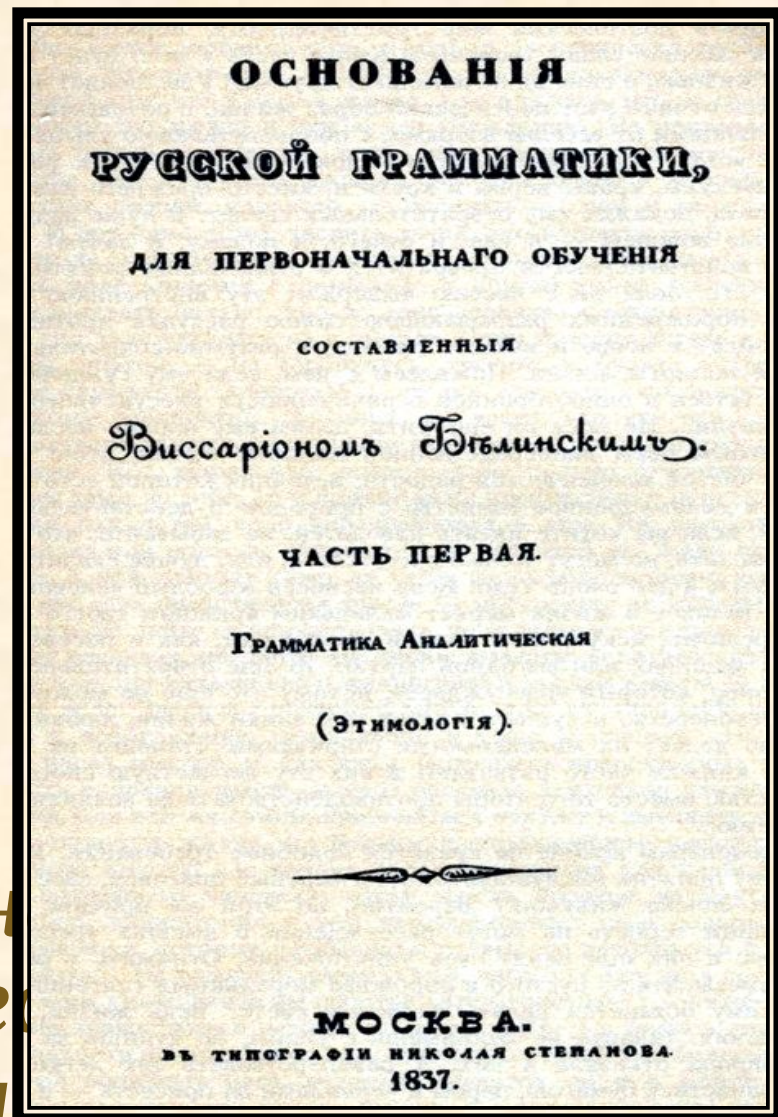 ОСНОВАНІЯ
РУССКОЙ ГРАММАТИКИ,
ДЛЯ ПЕРВОНАЧАЛЬНАГО ОБУЧЕНІЯ
СОСТАВЛЕННЫЯ
Виссаріономъ Бѣлинскимъ.
ЧАСТЬ ПЕРВАЯ.
ГРАММАТИКА АНАЛИТИЧЕСКАЯ
(Этимологія).
МОСКВА.
ВЪ ТИПОГРАФІИ НИКОЛАЯ СТЕПАНОВА.
1837.